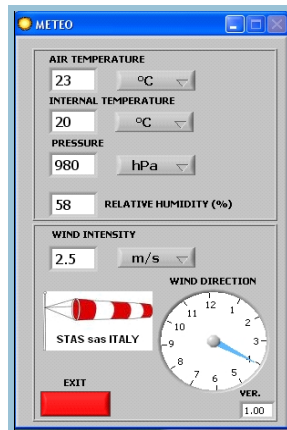 METEO
AIR TEMPERATURE
23 °C
INTERNAL TEMPERATURE
20 °C
PRESSURE
980 hPa
58 RELATIVE HUMIDITY (%)
WIND INTENSITY
2.5 m/s
WIND DIRECTION
STAS sas ITALY
12
1
2
3
4
5
6
7
8
9
10
11
EXIT
VER.
1.00